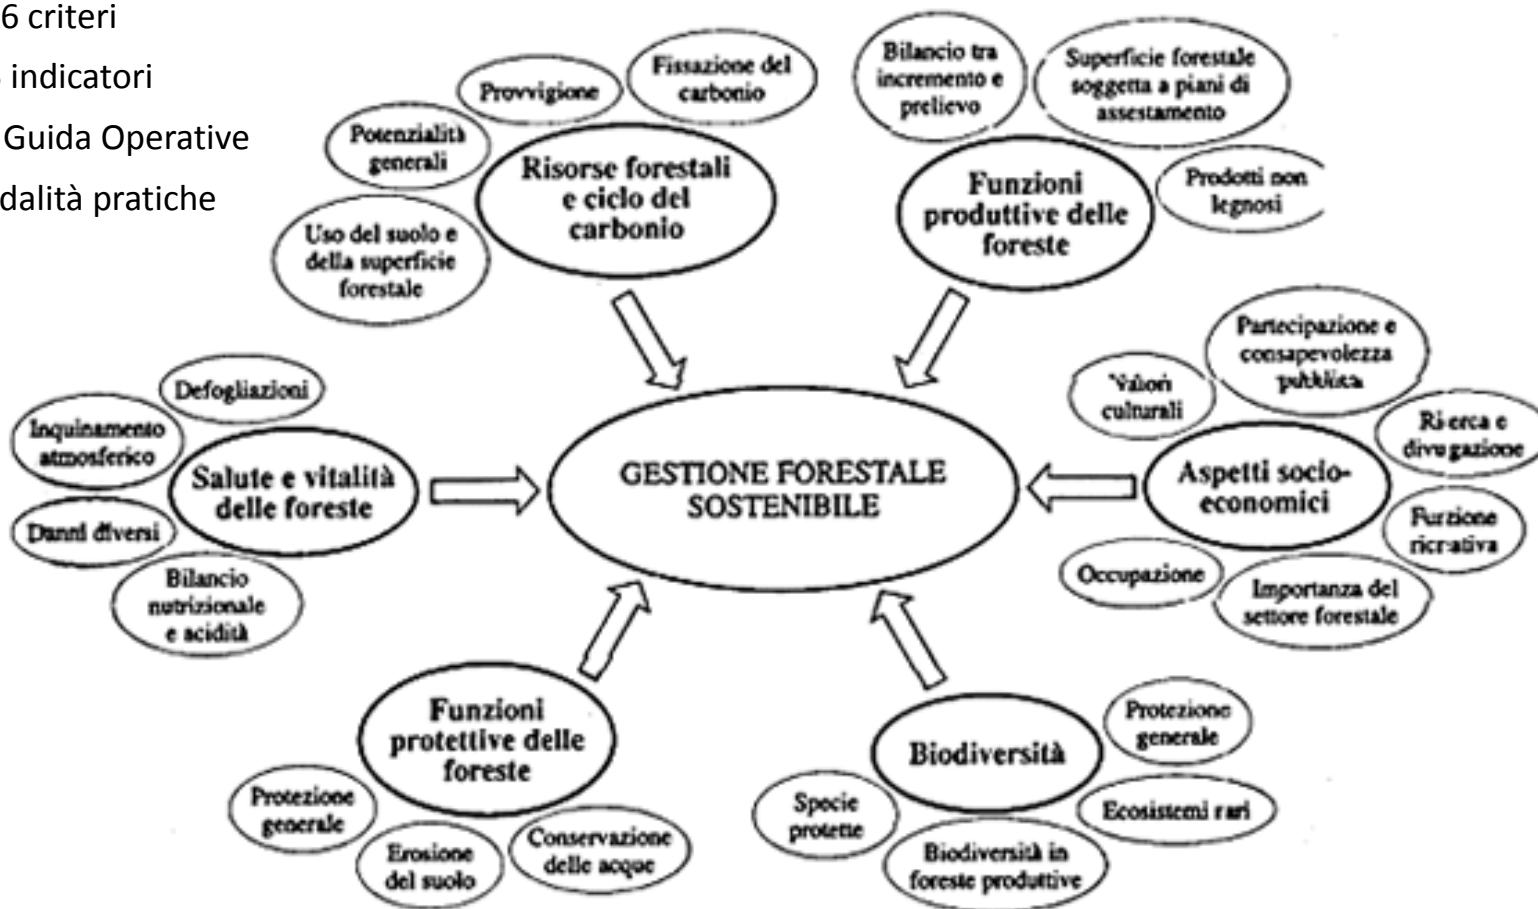 6 criteri
indicatori
Guida Operative
dalità pratiche
Fissazione del
carbonio
Provvigione
Potenzialità
generali
Uso del suolo e
della superficie
forestale
Risorse forestali
e ciclo del
carbonio
Bilancio tra
incremento e
prelievo
Superficie forestale
soggetta a piani di
assestamento
Prodotti non
legnosi
Funzioni
produttive delle
foreste
Defogliazioni
Inquinamento
atmosferico
Danni diversi
Bilancio
nutrizionale
e acidità
Salute e vitalità
delle foreste
GESTIONE FORESTALE
SOSTENIBILE
Partecipazione e
consapevolezza
pubblica
Valori
culturali
Ricerca e
divugazione
Funzione
ricreativa
Importanza del
settore forestale
Occupazione
Aspetti socio-
economici
Funzioni
protettive delle
foreste
Protezione
generale
Erosione
del suolo
Conservazione
delle acque
Biodiversità
Protezione
generale
Ecosistemi rari
Biodiversità in
foreste produttive
Specie
protette